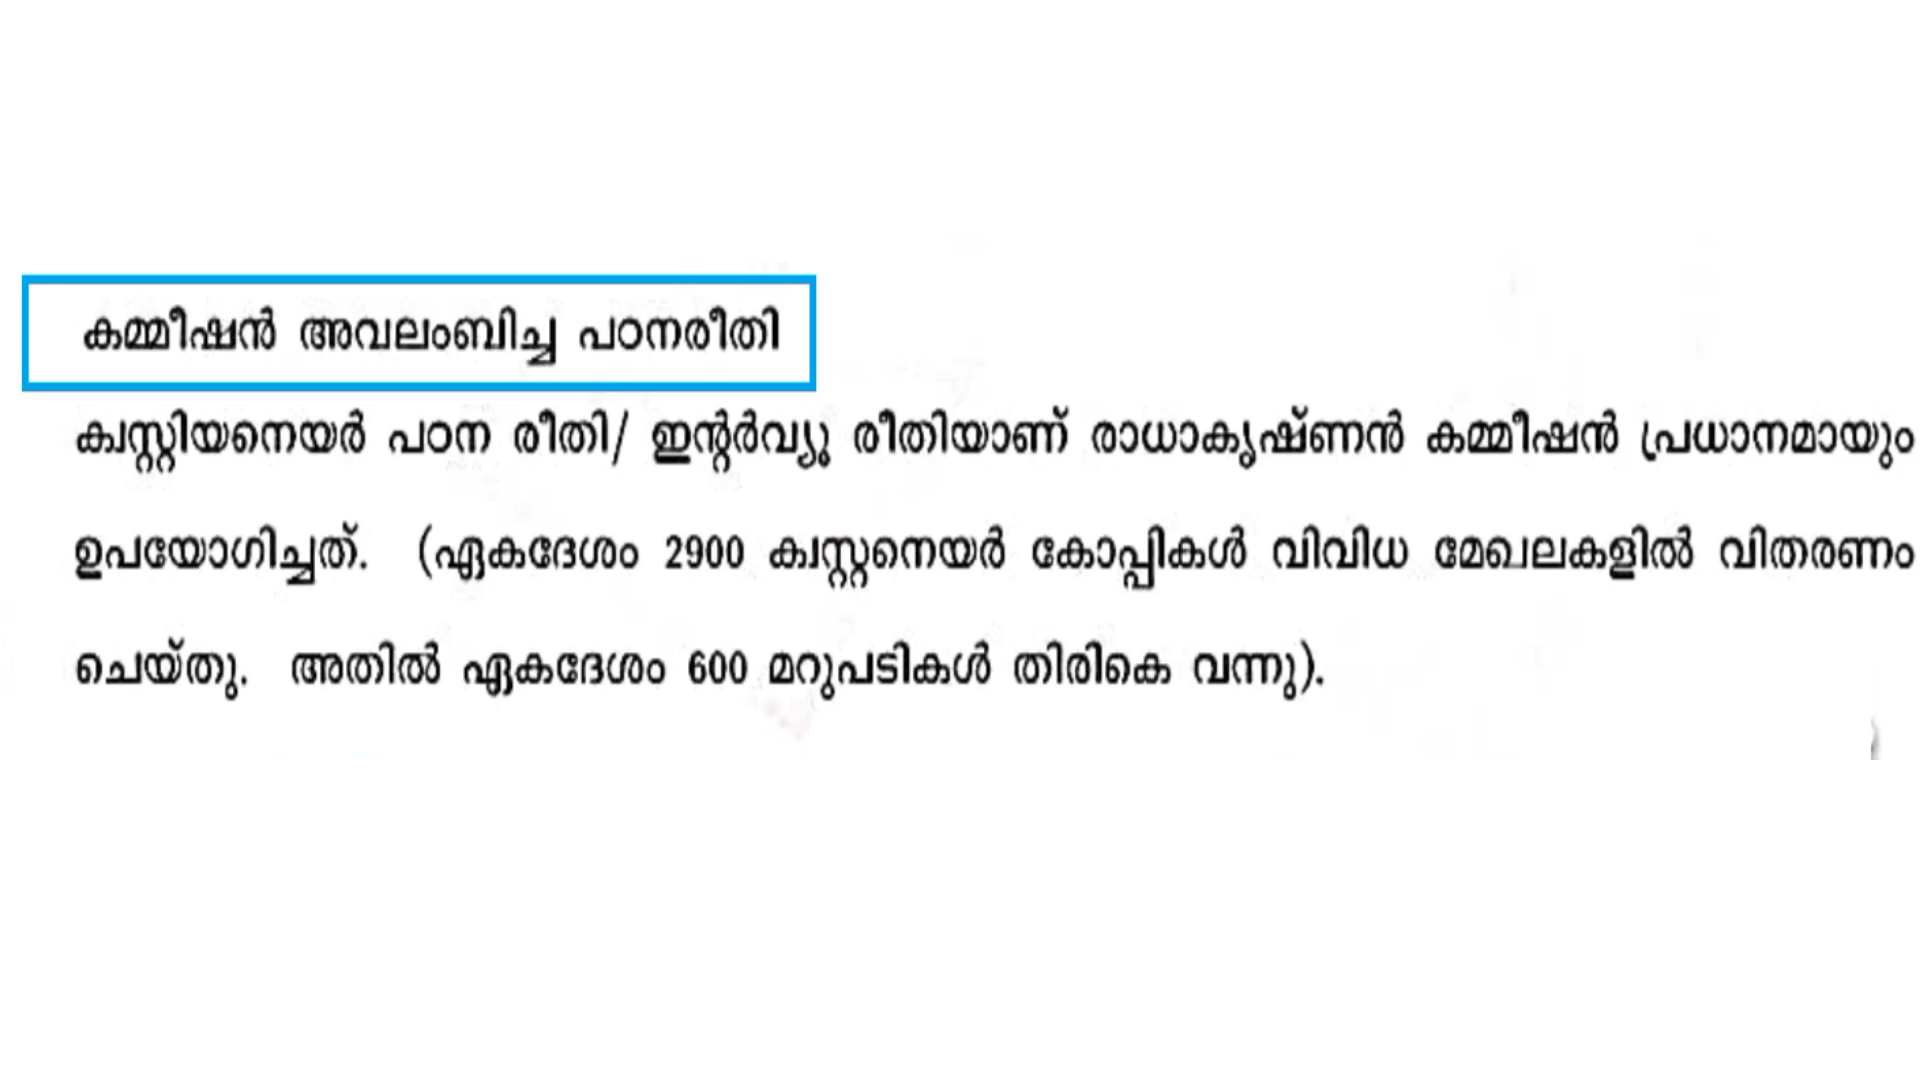 കമ്മീഷൻ അവലംബിച്ച പഠനരീതി
ക്വസ്റ്റിയനെയർ പഠന രീതി/ ഇന്റർവ്യൂ രീതിയാണ് രാധാകൃഷ്ണൻ കമ്മീഷൻ പ്രധാനമായും
ഉപയോഗിച്ചത്. (ഏകദേശം 2900 ക്വസ്റ്റനെയർ കോപ്പികൾ വിവിധ മേഖലകളിൽ വിതരണം
ചെയ്തു. അതിൽ ഏകദേശം 600 മറുപടികൾ തിരികെ വന്നു).